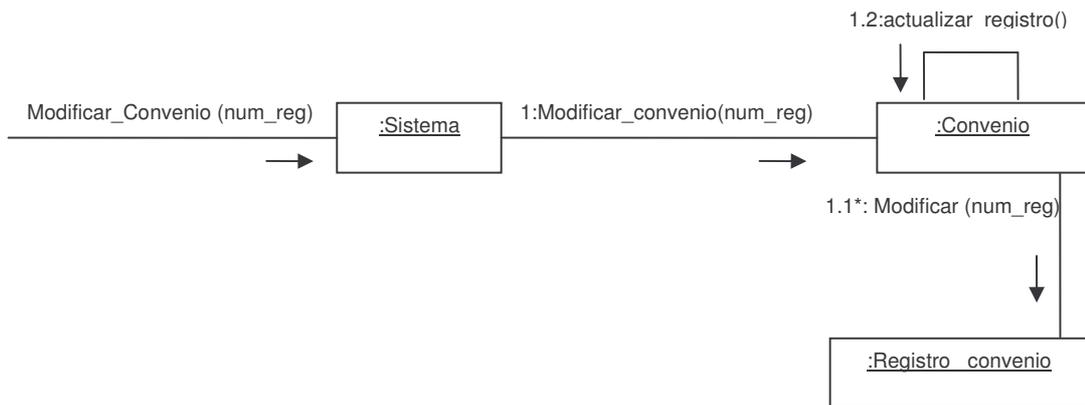 1.2:actualizar registro()
Modificar_Convenio (num_reg)
:Sistema
1:Modificar_convenio(num_reg)
:Convenio
1.1*: Modificar (num_reg)
:Registro convenio